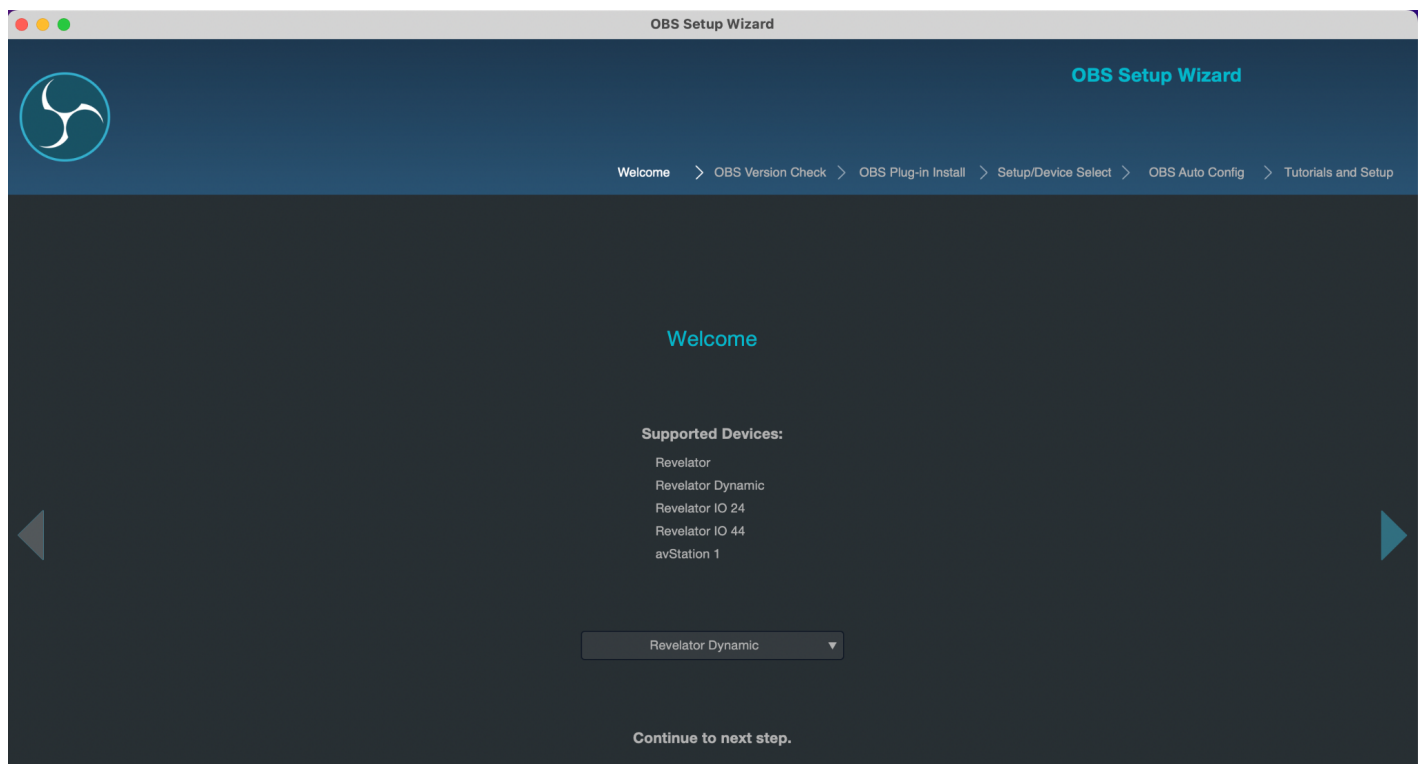 OBS Setup Wizard
OBS Setup Wizard
Welcome > OBS Version Check > OBS Plug-in Install > Setup/Device Select > OBS Auto Config > Tutorials and Setup
Welcome
Supported Devices:
Revelator
Revelator Dynamic
Revelator IO 24
Revelator IO 44
avStation 1
Revelator Dynamic
Continue to next step.